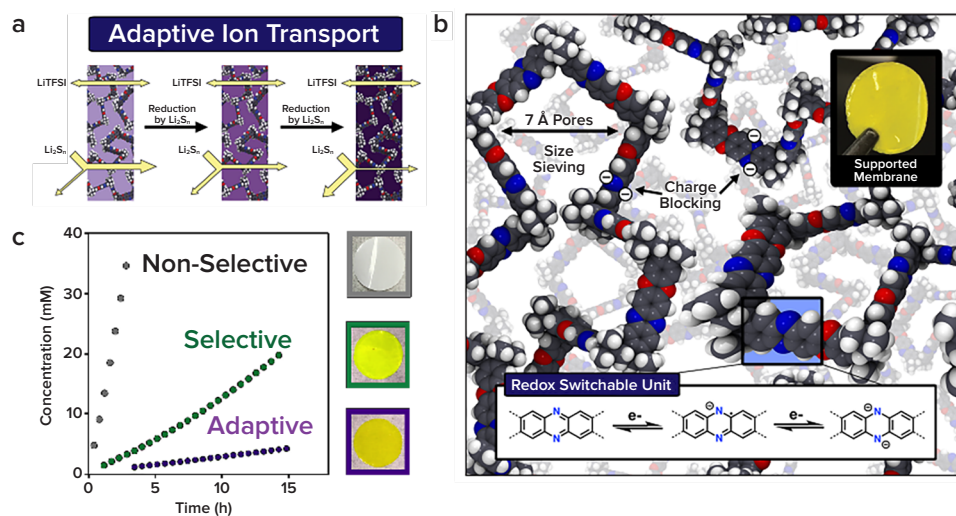 a
Adaptive Ion Transport
LiTFSI
LiTFSI
LiTFSI
Reduction
by Li₂Sₙ
Reduction
by Li₂Sₙ
Li₂Sₙ
Li₂Sₙ
Li₂Sₙ
b
7 Å Pores
Size
Sieving
Charge
Blocking
Supported
Membrane
Redox Switchable Unit
e-
e-
N
N
N
N
N
N
c
Concentration (mM)
40
30
20
10
0
Non-Selective
Selective
Adaptive
0
5
10
15
20
Time (h)